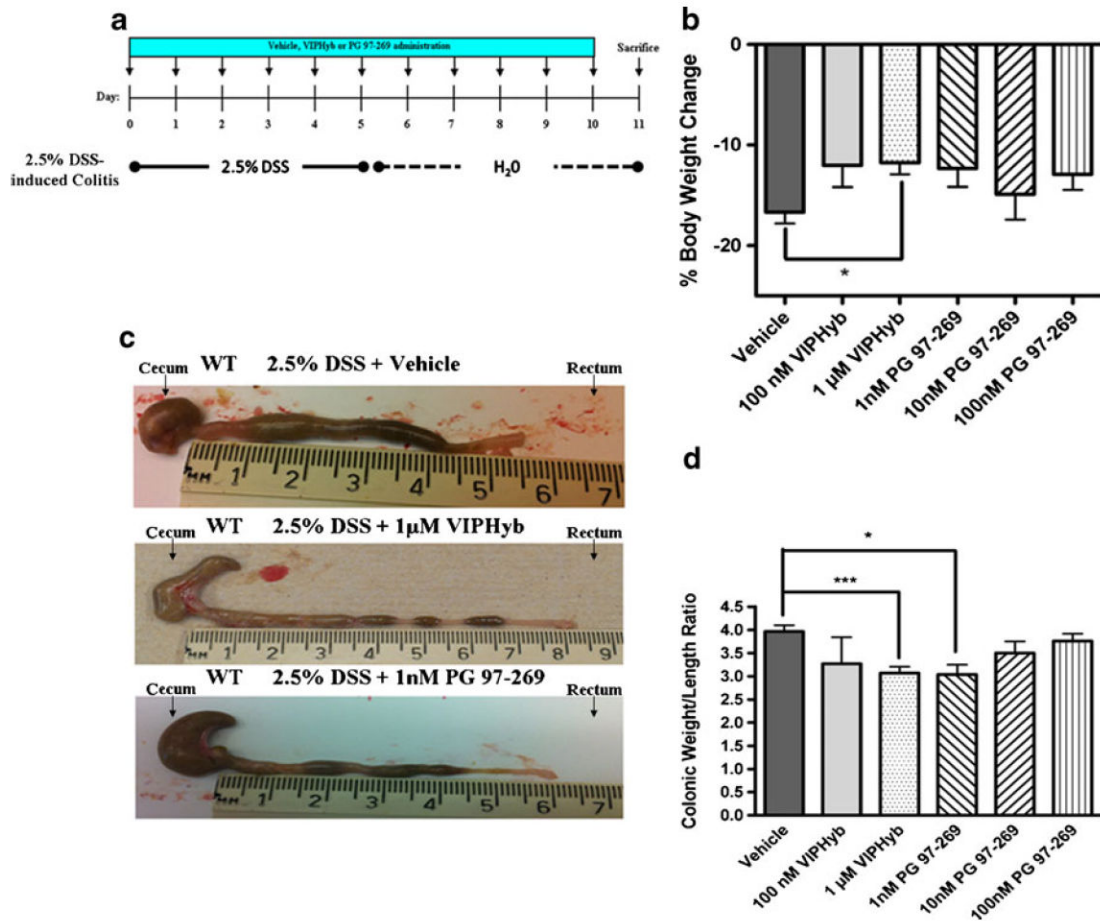 a
Vehicle, VIPHyb or PG 97-269 administration
Sacrifice
Day:
0 1 2 3 4 5 6 7 8 9 10 11
2.5% DSS-
induced Colitis
2.5% DSS
H₂0
b
% Body Weight Change
0
-10
-20
*
Vehicle
100 nM VIPHyb
1 µM VIPHyb
1nM PG 97-269
10nM PG 97-269
100nM PG 97-269
c
Cecum WT 2.5% DSS + Vehicle Rectum
MM 1 2 3 4 5 6 7
Cecum WT 2.5% DSS + 1µM VIPHyb Rectum
MM 1 2 3 4 5 6 7 8 9
Cecum WT 2.5% DSS + 1nM PG 97-269 Rectum
MM 1 2 3 4 5 6 7
d
Colonic Weight/Length Ratio
*
***
4.5
4.0
3.5
3.0
2.5
2.0
1.5
1.0
0.5
0.0
Vehicle
100 nM VIPHyb
1 µM VIPHyb
1nM PG 97-269
10nM PG 97-269
100nM PG 97-269